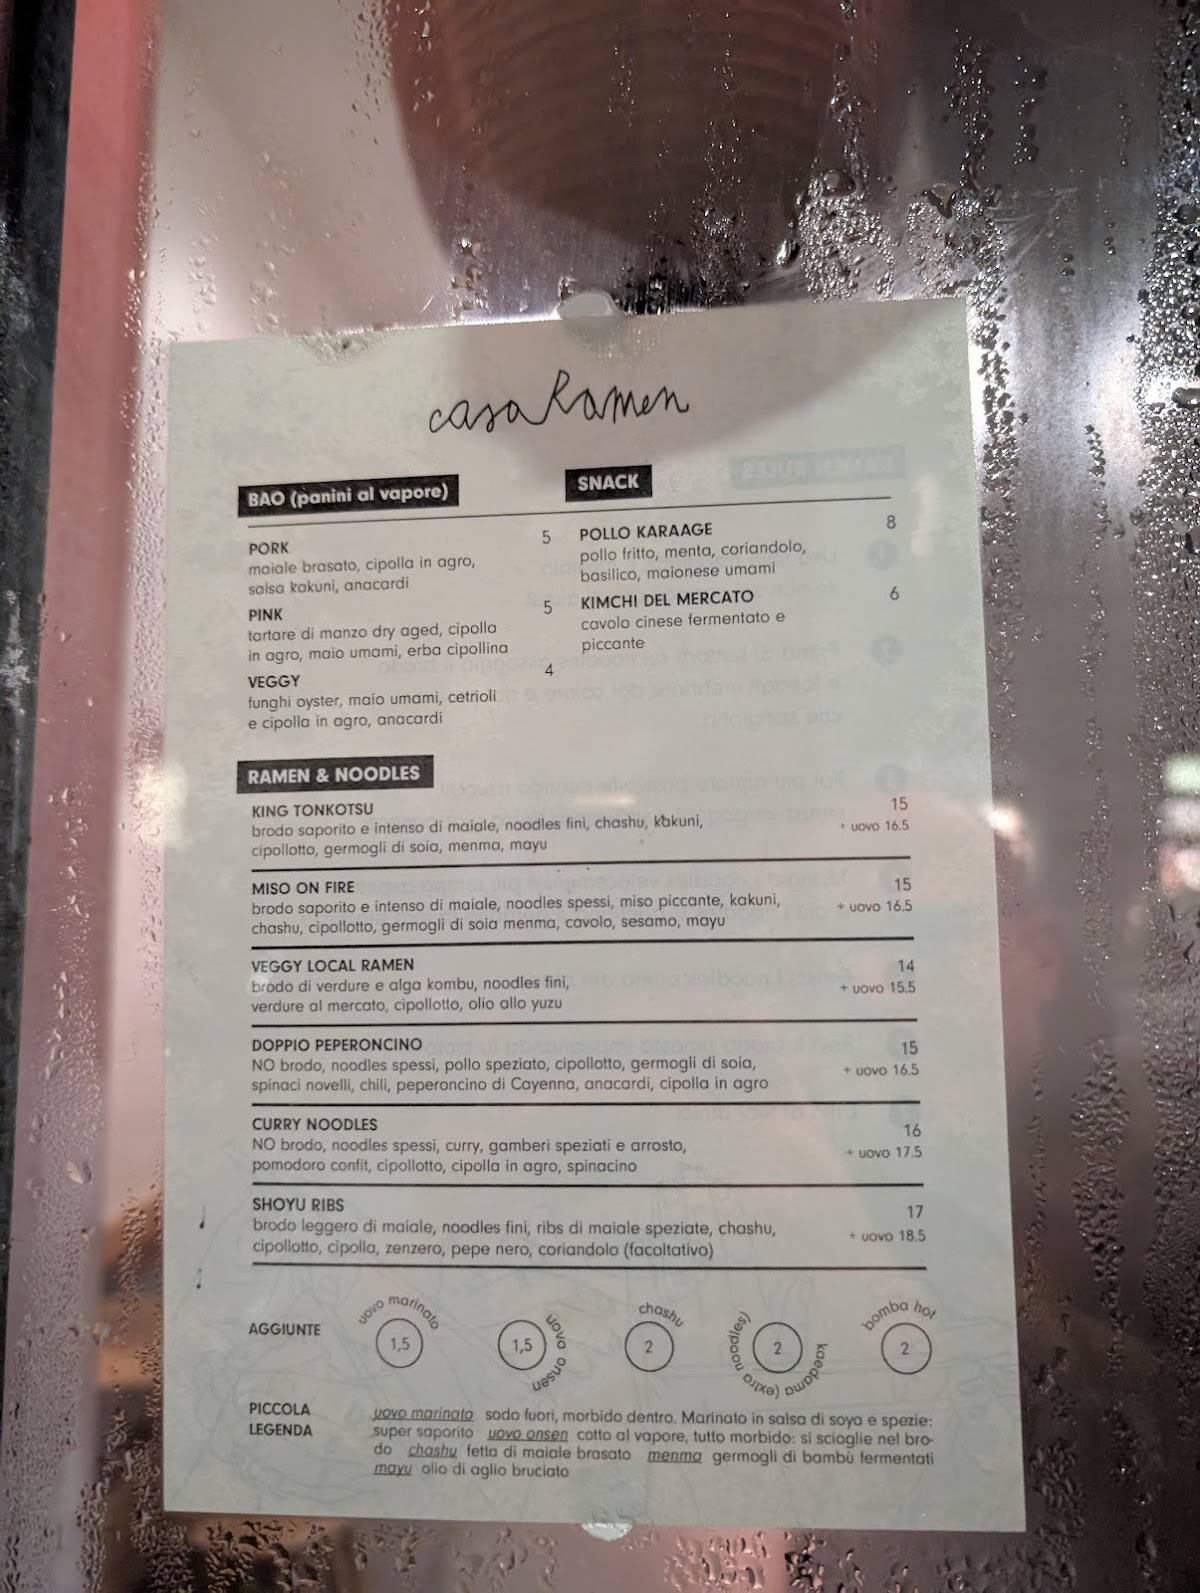 casa Ramen
BAO (panini al vapore)
PORK 5
maiale brasato, cipolla in agro,
salsa kakuni, anacardi
PINK 5
tartare di manzo dry aged, cipolla
in agro, maio umami, erba cipollina
VEGGY 4
funghi oyster, maio umami, cetrioli
e cipolla in agro, anacardi
SNACK
POLLO KARAAGE 8
pollo fritto, menta, coriandolo,
basilico, maionese umami
KIMCHI DEL MERCATO 6
cavolo cinese fermentato e
piccante
RAMEN & NOODLES
KING TONKOTSU 15
brodo saporito e intenso di maiale, noodles fini, chashu, kakuni, + uovo 16.5
cipollotto, germogli di soia, menma, mayu
MISO ON FIRE 15
brodo saporito e intenso di maiale, noodles spessi, miso piccante, kakuni, + uovo 16.5
chashu, cipollotto, germogli di soia menma, cavolo, sesamo, mayu
VEGGY LOCAL RAMEN 14
brodo di verdure e alga kombu, noodles fini, + uovo 15.5
verdure al mercato, cipollotto, olio allo yuzu
DOPPIO PEPERONCINO 15
NO brodo, noodles spessi, pollo speziato, cipollotto, germogli di soia, + uovo 16.5
spinaci novelli, chili, peperoncino di Cayenna, anacardi, cipolla in agro
CURRY NOODLES 16
NO brodo, noodles spessi, curry, gamberi speziati e arrosto, + uovo 17.5
pomodoro confit, cipollotto, cipolla in agro, spinacino
SHOYU RIBS 17
brodo leggero di maiale, noodles fini, ribs di maiale speziate, chashu, + uovo 18.5
cipollotto, cipolla, zenzero, pepe nero, coriandolo (facoltativo)
AGGIUNTE
uovo marinato 1,5
uovo onsen 1,5
chashu 2
kaedama (extra noodles) 2
bomba hot 2
PICCOLA
LEGENDA
uovo marinato sodo fuori, morbido dentro. Marinato in salsa di soya e spezie:
super saporito uovo onsen cotto al vapore, tutto morbido: si scioglie nel bro-
do chashu fetta di maiale brasato menma germogli di bambù fermentati
mayu olio di aglio bruciato